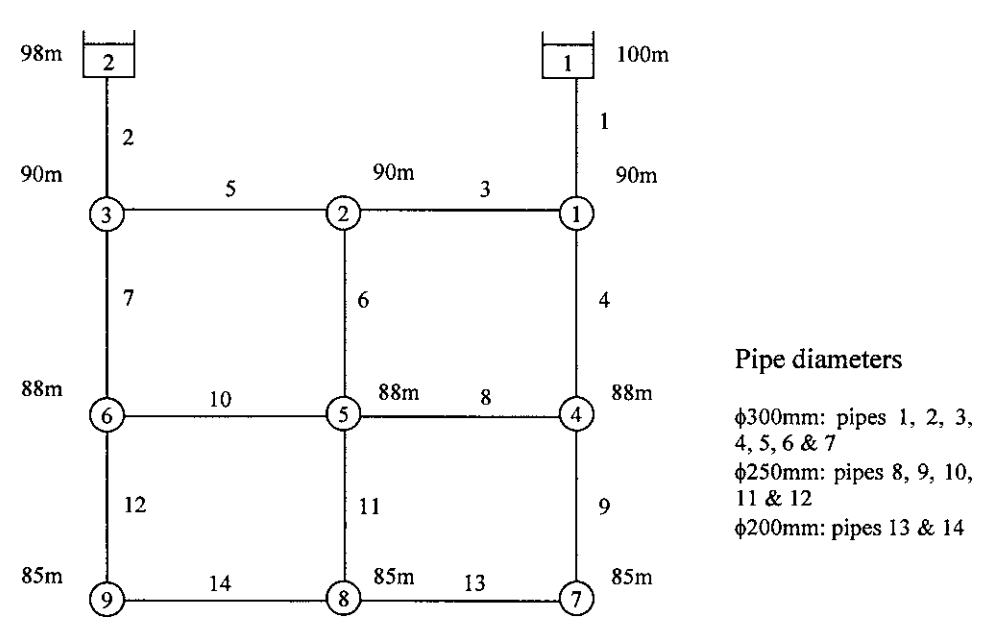 98m 2 1 100m
2 1
90m 5 90m 3 90m
3 2 1
7 6 4
Pipe diameters
88m 10 88m 8 88m
6 5 4
ϕ300mm: pipes 1, 2, 3,
4, 5, 6 & 7
ϕ250mm: pipes 8, 9, 10,
11 & 12
ϕ200mm: pipes 13 & 14
12 11 9
85m 14 85m 13 85m
9 8 7